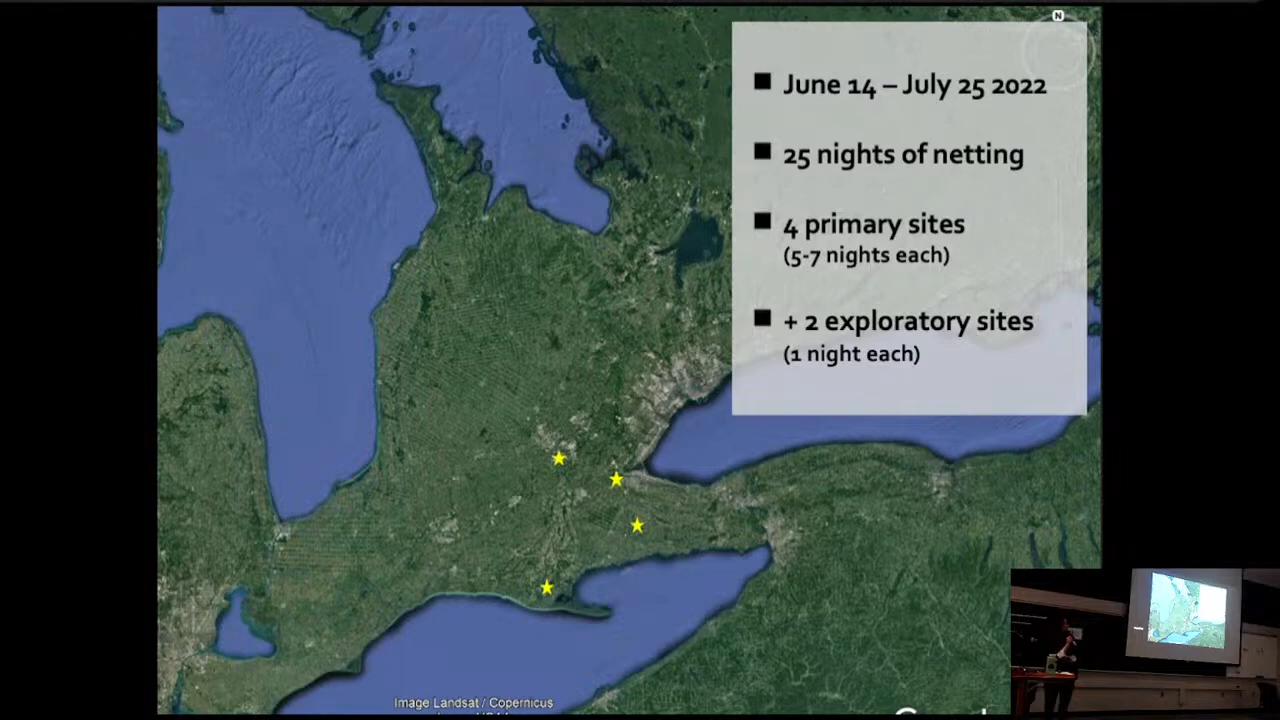 N
■ June 14 – July 25 2022
■ 25 nights of netting
■ 4 primary sites
(5-7 nights each)
■ + 2 exploratory sites
(1 night each)
Image Landsat / Copernicus